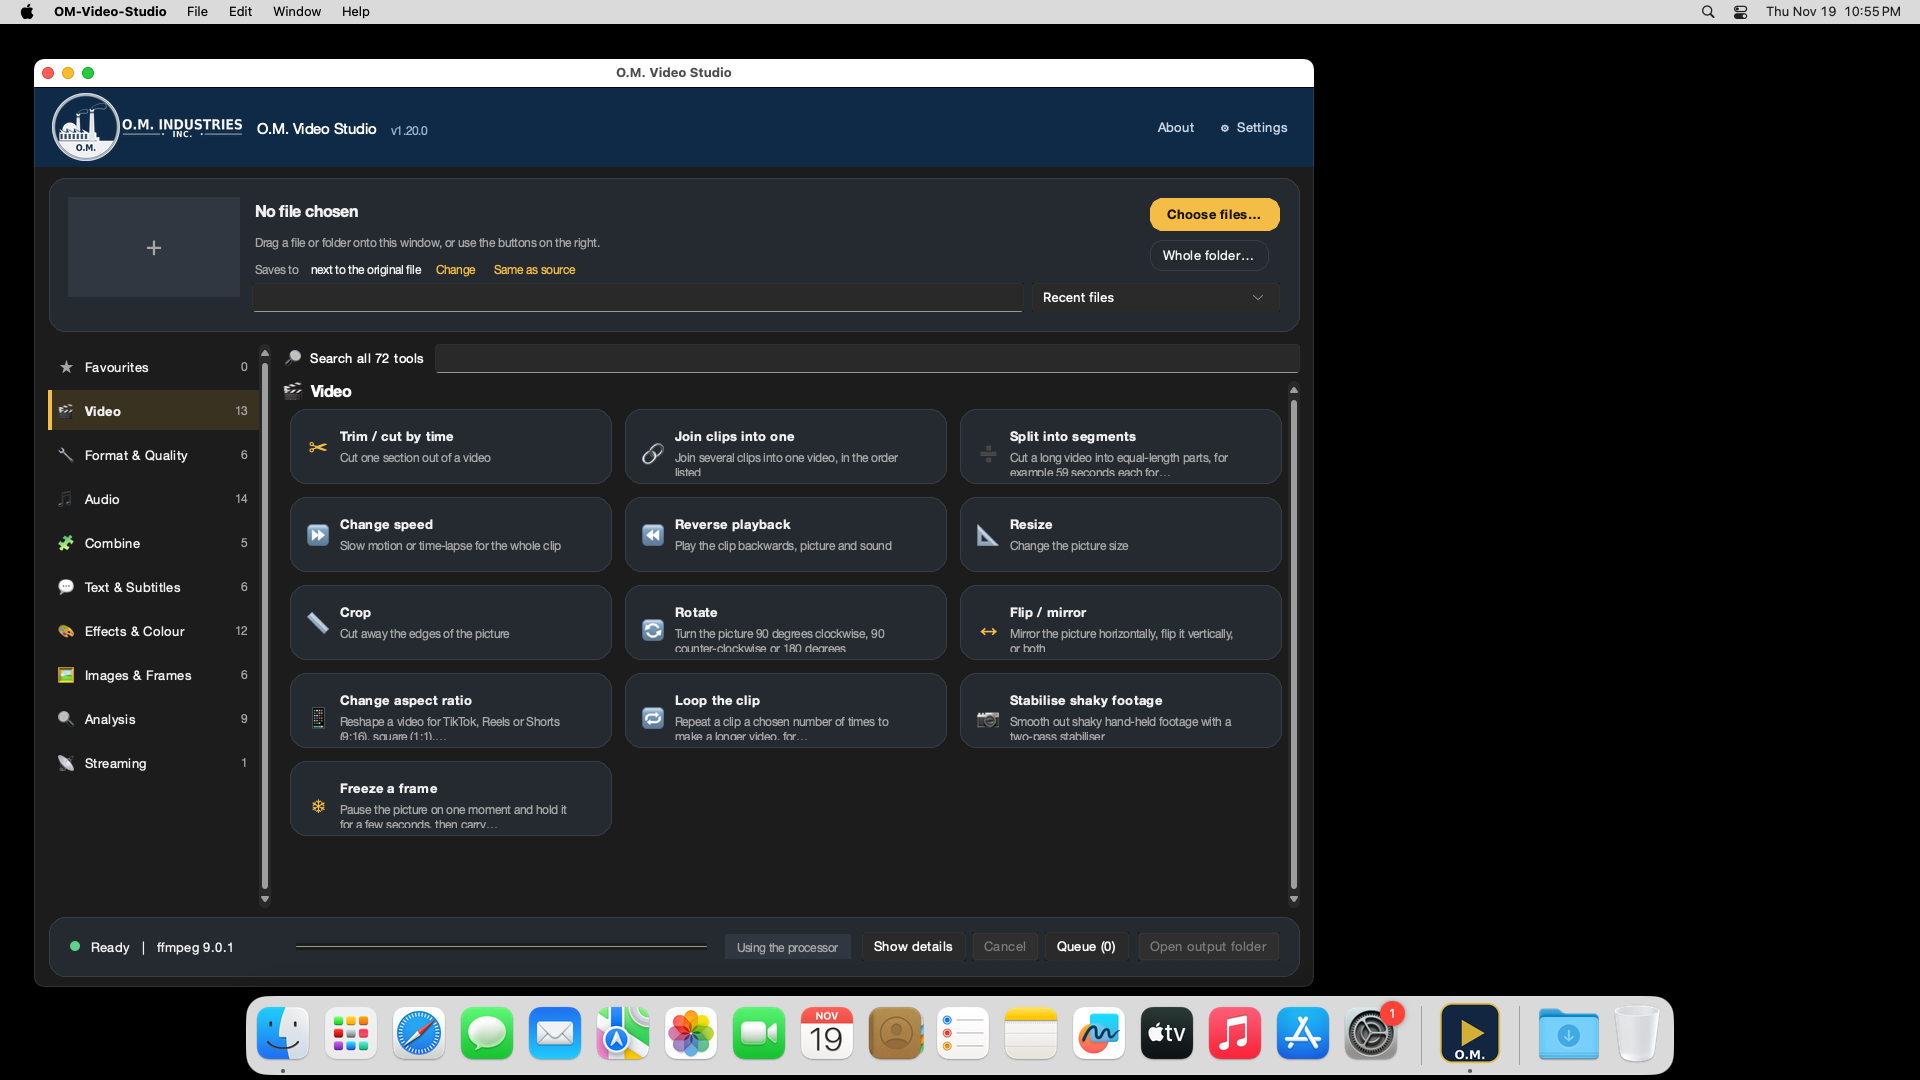 OM-Video-Studio File Edit Window Help
Thu Nov 19 10:55 PM
O.M. Video Studio
O.M. INDUSTRIES
INC.
O.M.
O.M. Video Studio v1.20.0
About
Settings
No file chosen
Drag a file or folder onto this window, or use the buttons on the right.
Saves to next to the original file Change Same as source
Choose files...
Whole folder...
Recent files
Favourites 0
Video 13
Format & Quality 6
Audio 14
Combine 5
Text & Subtitles 6
Effects & Colour 12
Images & Frames 6
Analysis 9
Streaming 1
Search all 72 tools
Video
Trim / cut by time
Cut one section out of a video
Join clips into one
Join several clips into one video, in the order
listed
Split into segments
Cut a long video into equal-length parts, for
example 59 seconds each for...
Change speed
Slow motion or time-lapse for the whole clip
Reverse playback
Play the clip backwards, picture and sound
Resize
Change the picture size
Crop
Cut away the edges of the picture
Rotate
Turn the picture 90 degrees clockwise, 90
counter-clockwise or 180 degrees
Flip / mirror
Mirror the picture horizontally, flip it vertically,
or both
Change aspect ratio
Reshape a video for TikTok, Reels or Shorts
(9:16), square (1:1),...
Loop the clip
Repeat a clip a chosen number of times to
make a longer video, for...
Stabilise shaky footage
Smooth out shaky hand-held footage with a
two-pass stabiliser
Freeze a frame
Pause the picture on one moment and hold it
for a few seconds, then carry...
Ready | ffmpeg 9.0.1
Using the processor
Show details
Cancel
Queue (0)
Open output folder
NOV
19
tv
1
O.M.